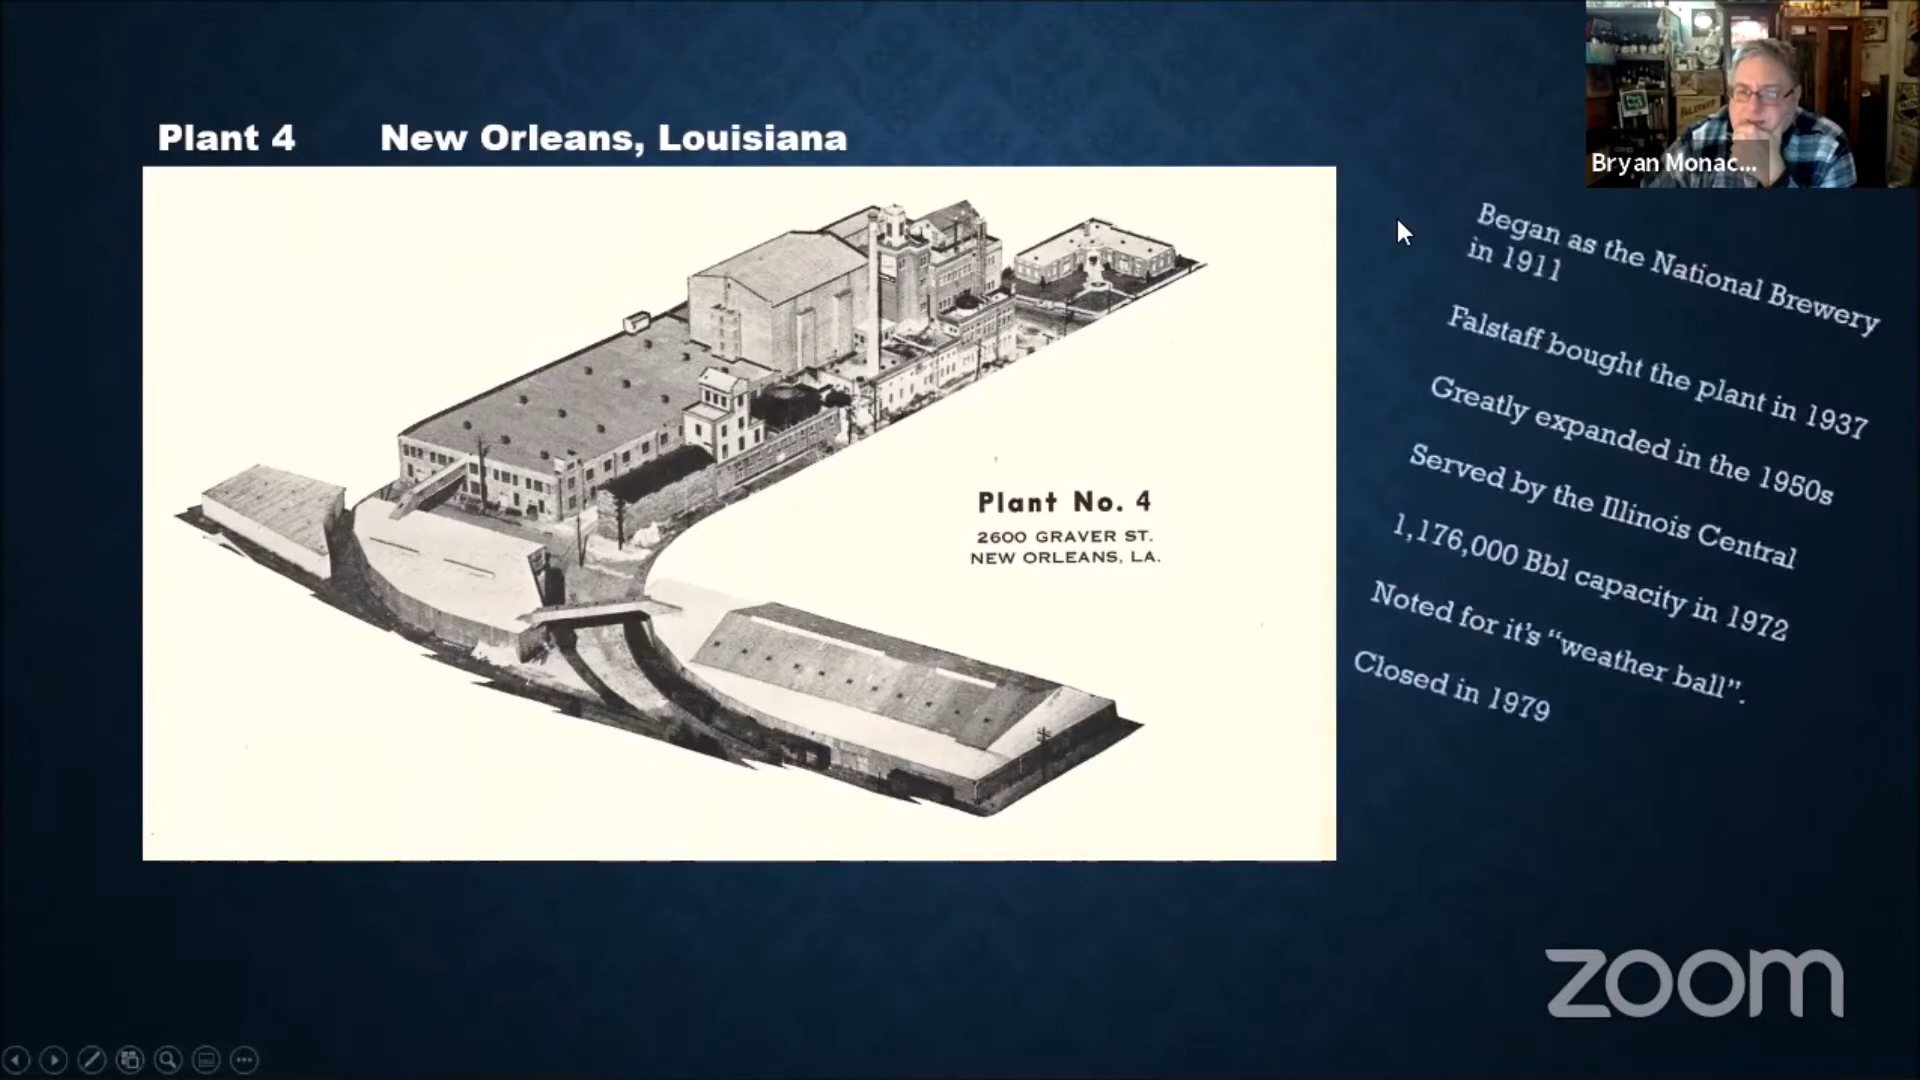 Plant 4 New Orleans, Louisiana
Bryan Monac...
FALSTAFF
Began as the National Brewery
in 1911
Falstaff bought the plant in 1937
Greatly expanded in the 1950s
Served by the Illinois Central
1,176,000 Bbl capacity in 1972
Noted for it's “weather ball”.
Closed in 1979
Plant No. 4
2600 GRAVER ST.
NEW ORLEANS, LA.
zoom